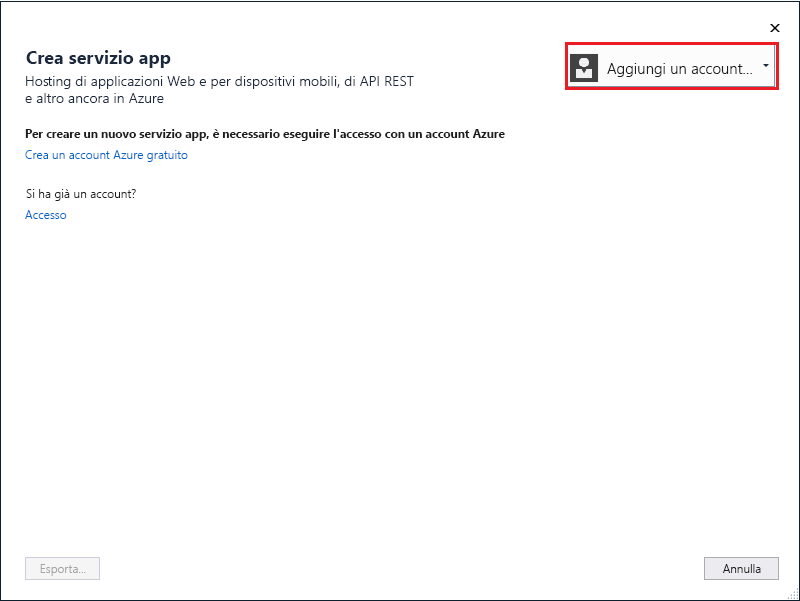 Crea servizio app
Aggiungi un account...
Hosting di applicazioni Web e per dispositivi mobili, di API REST
e altro ancora in Azure
Per creare un nuovo servizio app, è necessario eseguire l'accesso con un account Azure
Crea un account Azure gratuito
Si ha già un account?
Accesso
Esporta...
Annulla